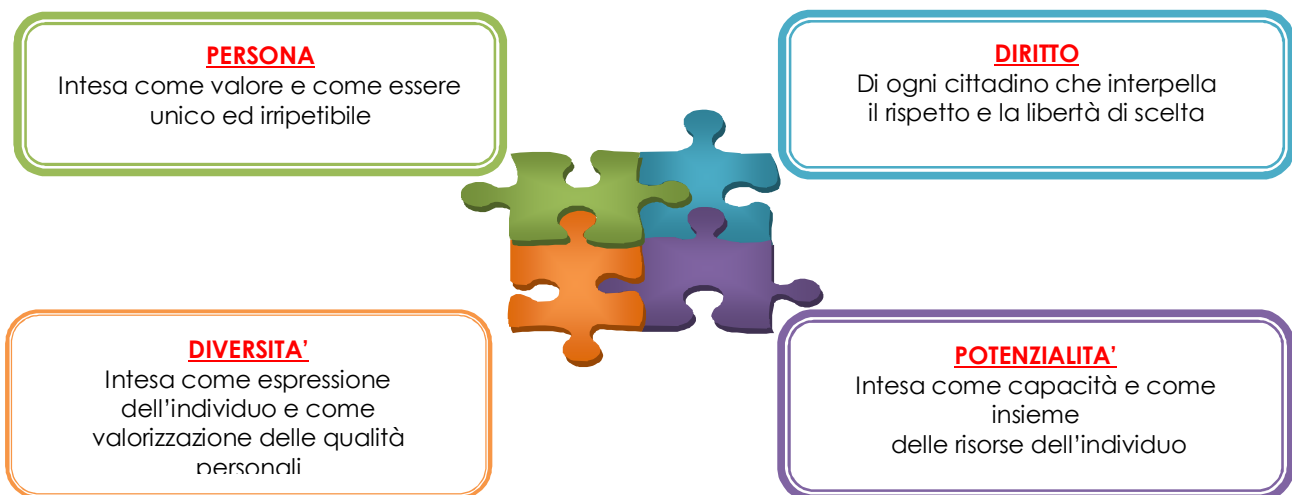 PERSONA
Intesa come valore e come essere
unico ed irripetibile
DIRITTO
Di ogni cittadino che interpella
il rispetto e la libertà di scelta
DIVERSITA’
Intesa come espressione
dell’individuo e come
valorizzazione delle qualità
personali
POTENZIALITA’
Intesa come capacità e come
insieme
delle risorse dell’individuo